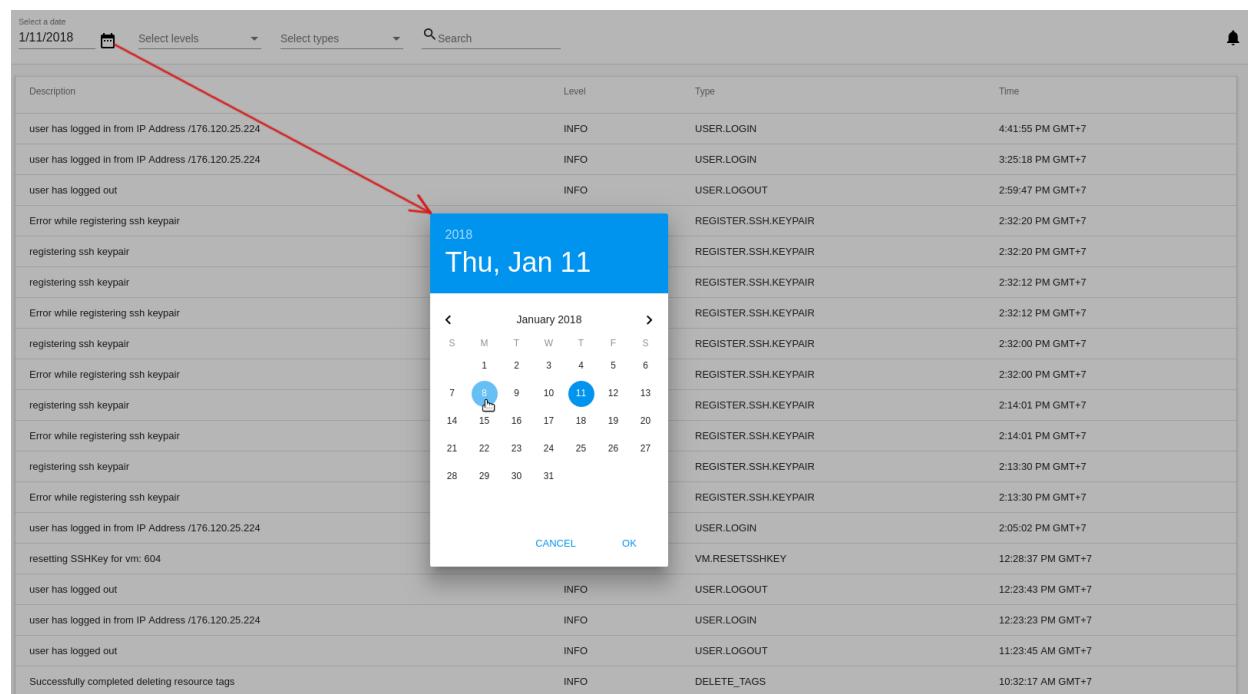 Select a date
1/11/2018 Select levels Select types Search
Description Level Type Time
user has logged in from IP Address /176.120.25.224 INFO USER.LOGIN 4:41:55 PM GMT+7
user has logged in from IP Address /176.120.25.224 INFO USER.LOGIN 3:25:18 PM GMT+7
user has logged out INFO USER.LOGOUT 2:59:47 PM GMT+7
Error while registering ssh keypair REGISTER.SSH.KEYPAIR 2:32:20 PM GMT+7
registering ssh keypair REGISTER.SSH.KEYPAIR 2:32:20 PM GMT+7
registering ssh keypair REGISTER.SSH.KEYPAIR 2:32:12 PM GMT+7
Error while registering ssh keypair REGISTER.SSH.KEYPAIR 2:32:12 PM GMT+7
registering ssh keypair REGISTER.SSH.KEYPAIR 2:32:00 PM GMT+7
Error while registering ssh keypair REGISTER.SSH.KEYPAIR 2:32:00 PM GMT+7
registering ssh keypair REGISTER.SSH.KEYPAIR 2:14:01 PM GMT+7
Error while registering ssh keypair REGISTER.SSH.KEYPAIR 2:14:01 PM GMT+7
registering ssh keypair REGISTER.SSH.KEYPAIR 2:13:30 PM GMT+7
Error while registering ssh keypair REGISTER.SSH.KEYPAIR 2:13:30 PM GMT+7
user has logged in from IP Address /176.120.25.224 USER.LOGIN 2:05:02 PM GMT+7
resetting SSHKey for vm: 604 VM.RESETSSHKEY 12:28:37 PM GMT+7
user has logged out INFO USER.LOGOUT 12:23:43 PM GMT+7
user has logged in from IP Address /176.120.25.224 INFO USER.LOGIN 12:23:23 PM GMT+7
user has logged out INFO USER.LOGOUT 11:23:45 AM GMT+7
Successfully completed deleting resource tags INFO DELETE_TAGS 10:32:17 AM GMT+7
2018
Thu, Jan 11
January 2018
S M T W T F S
1 2 3 4 5 6
7 8 9 10 11 12 13
14 15 16 17 18 19 20
21 22 23 24 25 26 27
28 29 30 31
CANCEL OK